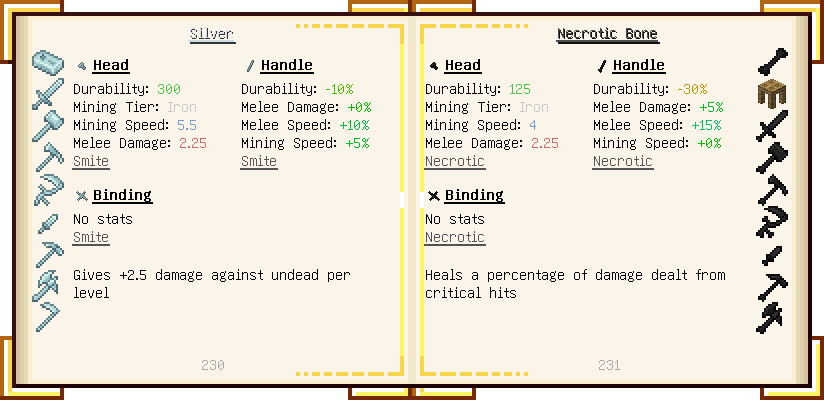 Silver
Head
Durability: 300
Mining Tier: Iron
Mining Speed: 5.5
Melee Damage: 2.25
Smite
Handle
Durability: -10%
Melee Damage: +0%
Melee Speed: +10%
Mining Speed: +5%
Smite
Binding
No stats
Smite
Gives +2.5 damage against undead per
level
230
Necrotic Bone
Head
Durability: 125
Mining Tier: Iron
Mining Speed: 4
Melee Damage: 2.25
Necrotic
Handle
Durability: -30%
Melee Damage: +5%
Melee Speed: +15%
Mining Speed: +0%
Necrotic
Binding
No stats
Necrotic
Heals a percentage of damage dealt from
critical hits
231